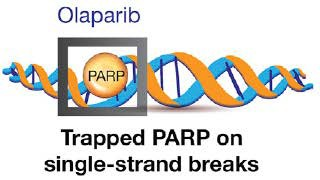 Olaparib
PARP
Trapped PARP on
single-strand breaks